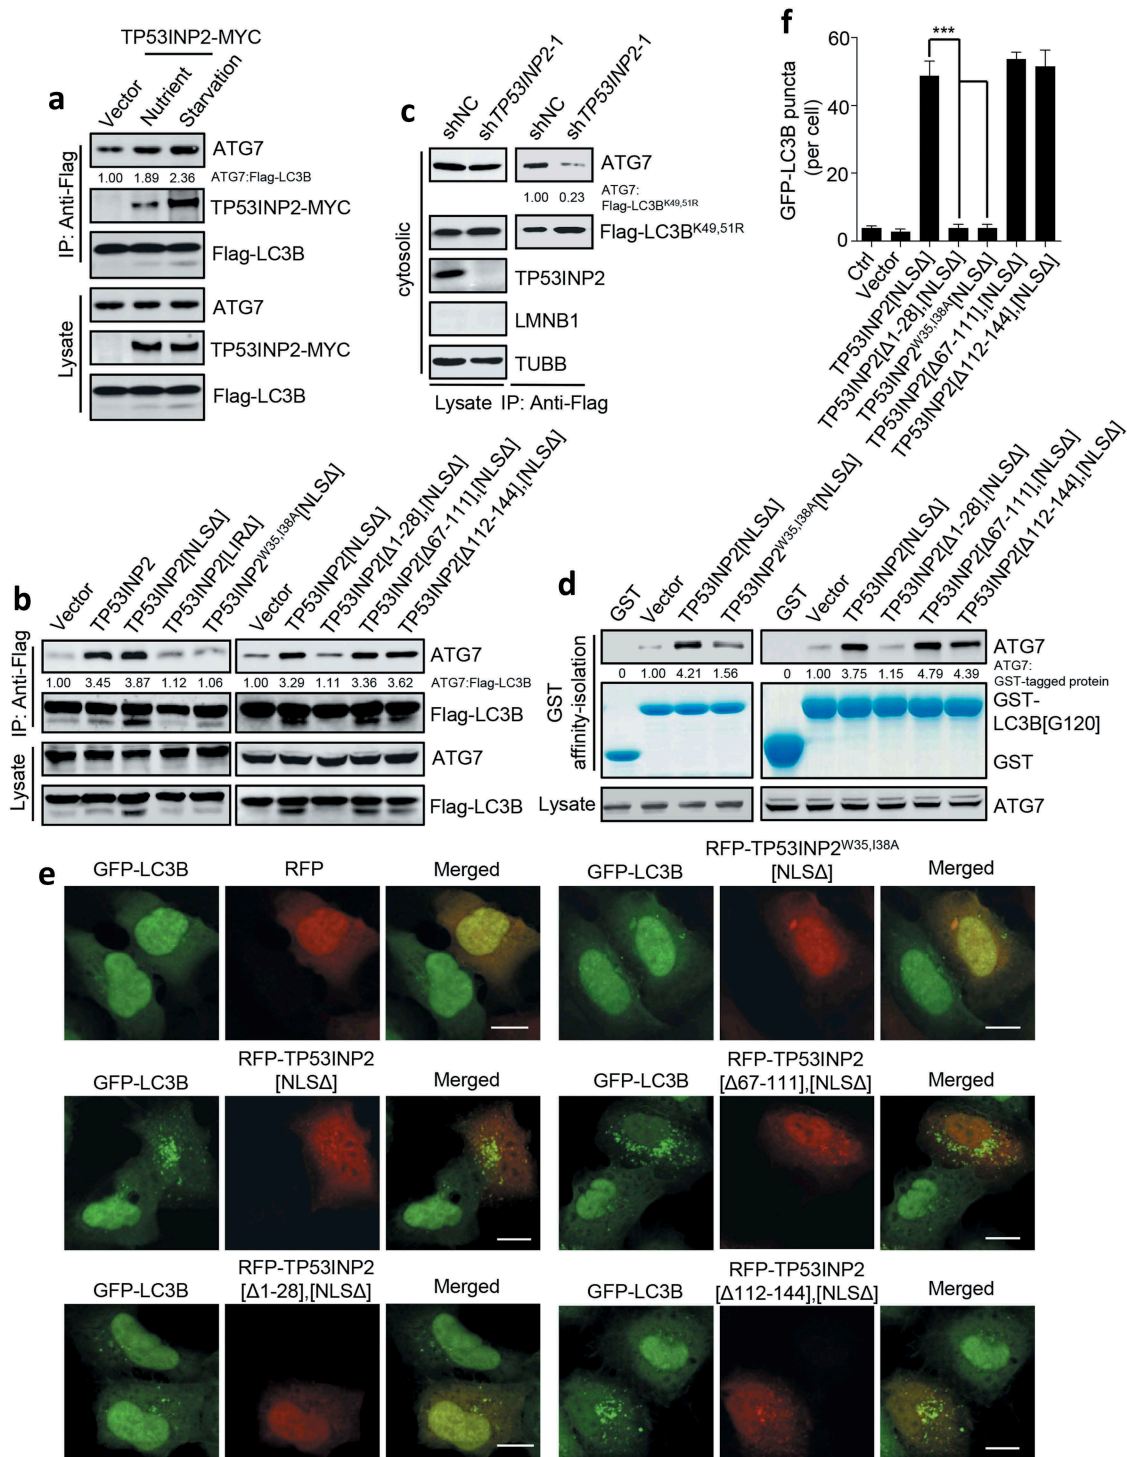 a
TP53INP2-MYC
Vector
Nutrient
Starvation
IP: Anti-Flag
ATG7
1.00 1.89 2.36 ATG7:Flag-LC3B
TP53INP2-MYC
Flag-LC3B
Lysate
ATG7
TP53INP2-MYC
Flag-LC3B
c
shNC
shTP53INP2-1
shNC
shTP53INP2-1
cytosolic
ATG7
1.00 0.23 ATG7:
Flag-LC3B^K49,51R
Flag-LC3B^K49,51R
TP53INP2
LMNB1
TUBB
Lysate IP: Anti-Flag
f
GFP-LC3B puncta
(per cell)
60
40
20
0
***
Ctrl
Vector
TP53INP2[NLSΔ]
TP53INP2[Δ1-28],[NLSΔ]
TP53INP2^W35,I38A[NLSΔ]
TP53INP2[Δ67-111],[NLSΔ]
TP53INP2[Δ112-144],[NLSΔ]
b
Vector
TP53INP2
TP53INP2[NLSΔ]
TP53INP2[LIRΔ]
TP53INP2^W35,I38A[NLSΔ]
Vector
TP53INP2[NLSΔ]
TP53INP2[Δ1-28],[NLSΔ]
TP53INP2[Δ67-111],[NLSΔ]
TP53INP2[Δ112-144],[NLSΔ]
IP: Anti-Flag
ATG7
1.00 3.45 3.87 1.12 1.06 1.00 3.29 1.11 3.36 3.62 ATG7:Flag-LC3B
Flag-LC3B
Lysate
ATG7
Flag-LC3B
d
GST
Vector
TP53INP2[NLSΔ]
TP53INP2^W35,I38A[NLSΔ]
GST
Vector
TP53INP2[NLSΔ]
TP53INP2[Δ1-28],[NLSΔ]
TP53INP2[Δ67-111],[NLSΔ]
TP53INP2[Δ112-144],[NLSΔ]
GST
affinity-isolation
ATG7
0 1.00 4.21 1.56 0 1.00 3.75 1.15 4.79 4.39 ATG7:
GST-tagged protein
GST-
LC3B[G120]
GST
Lysate
ATG7
e
GFP-LC3B RFP Merged
GFP-LC3B RFP-TP53INP2^W35,I38A
[NLSΔ] Merged
GFP-LC3B RFP-TP53INP2
[NLSΔ] Merged
GFP-LC3B RFP-TP53INP2
[Δ67-111],[NLSΔ] Merged
GFP-LC3B RFP-TP53INP2
[Δ1-28],[NLSΔ] Merged
GFP-LC3B RFP-TP53INP2
[Δ112-144],[NLSΔ] Merged